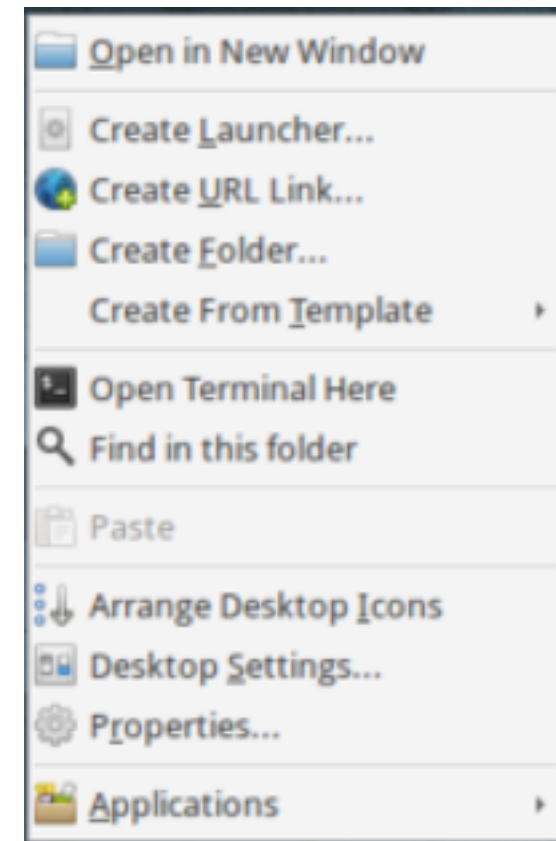 Open in New Window
Create Launcher...
Create URL Link...
Create Folder...
Create From Template
Open Terminal Here
Find in this folder
Paste
Arrange Desktop Icons
Desktop Settings...
Properties...
Applications